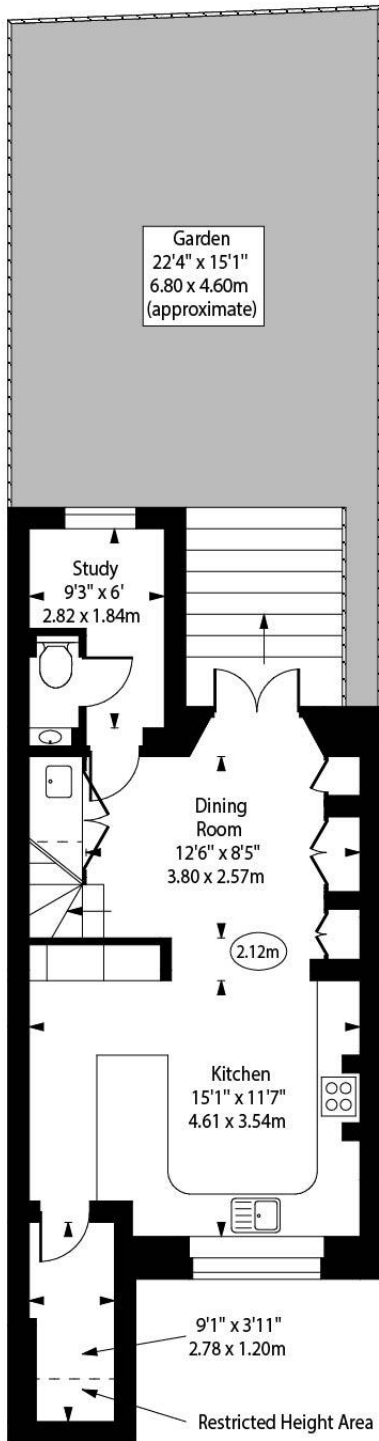 Garden
22'4" x 15'1"
6.80 x 4.60m
(approximate)
Study
9'3" x 6'
2.82 x 1.84m
Dining
Room
12'6" x 8'5"
3.80 x 2.57m
2.12m
Kitchen
15'1" x 11'7"
4.61 x 3.54m
9'1" x 3'11"
2.78 x 1.20m
Restricted Height Area